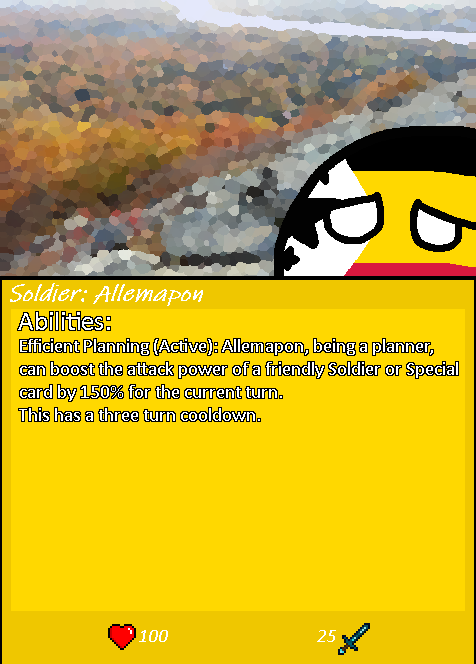 Soldier: Allemapon
Abilities:
Efficient Planning (Active): Allemapon, being a planner,
can boost the attack power of a friendly Soldier or Special
card by 150% for the current turn.
This has a three turn cooldown.
100 25